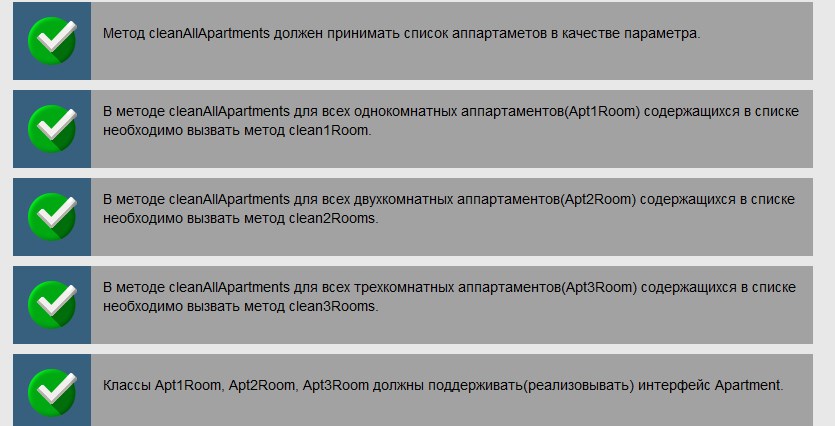 Метод cleanAllApartments должен принимать список аппартаметов в качестве параметра.
В методе cleanAllApartments для всех однокомнатных аппартаментов(Apt1Room) содержащихся в списке
необходимо вызвать метод clean1Room.
В методе cleanAllApartments для всех двухкомнатных аппартаментов(Apt2Room) содержащихся в списке
необходимо вызвать метод clean2Rooms.
В методе cleanAllApartments для всех трехкомнатных аппартаментов(Apt3Room) содержащихся в списке
необходимо вызвать метод clean3Rooms.
Классы Apt1Room, Apt2Room, Apt3Room должны поддерживать(реализовывать) интерфейс Apartment.